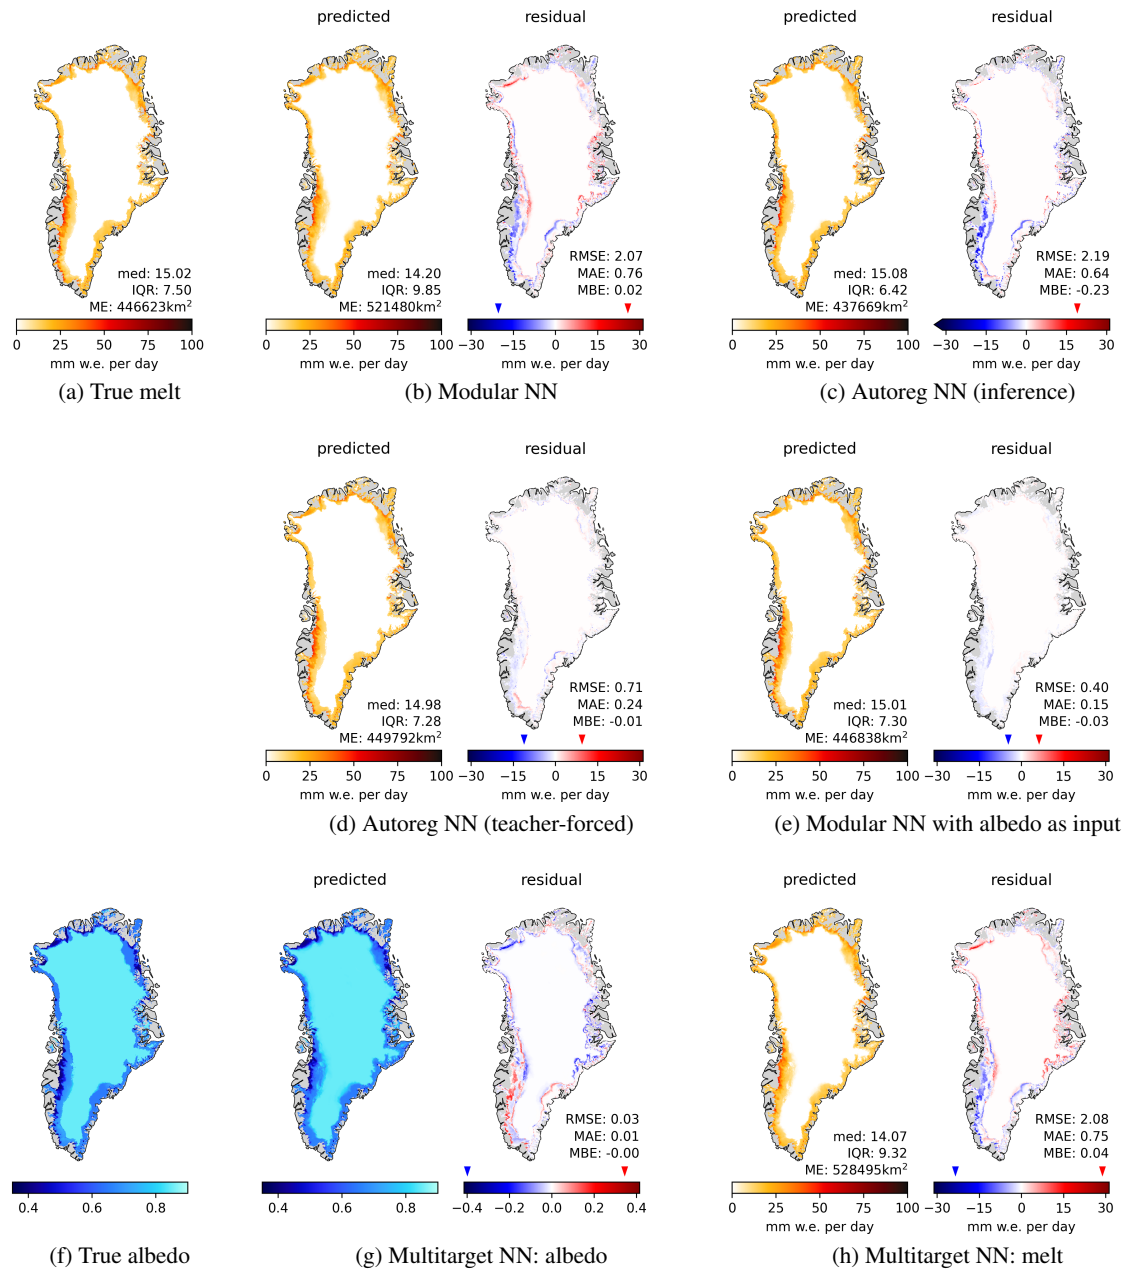 predicted
residual
predicted
residual
med: 15.02
IQR: 7.50
ME: 446623km²
0 25 50 75 100
mm w.e. per day
(a) True melt
med: 14.20
IQR: 9.85
ME: 521480km²
0 25 50 75 100
mm w.e. per day
RMSE: 2.07
MAE: 0.76
MBE: 0.02
−30 −15 0 15 30
mm w.e. per day
(b) Modular NN
med: 15.08
IQR: 6.42
ME: 437669km²
0 25 50 75 100
mm w.e. per day
RMSE: 2.19
MAE: 0.64
MBE: -0.23
−30 −15 0 15 30
mm w.e. per day
(c) Autoreg NN (inference)
predicted
residual
predicted
residual
med: 14.98
IQR: 7.28
ME: 449792km²
0 25 50 75 100
mm w.e. per day
RMSE: 0.71
MAE: 0.24
MBE: -0.01
−30 −15 0 15 30
mm w.e. per day
(d) Autoreg NN (teacher-forced)
med: 15.01
IQR: 7.30
ME: 446838km²
0 25 50 75 100
mm w.e. per day
RMSE: 0.40
MAE: 0.15
MBE: -0.03
−30 −15 0 15 30
mm w.e. per day
(e) Modular NN with albedo as input
predicted
residual
predicted
residual
0.4 0.6 0.8
(f) True albedo
0.4 0.6 0.8
RMSE: 0.03
MAE: 0.01
MBE: -0.00
−0.4 −0.2 0.0 0.2 0.4
(g) Multitarget NN: albedo
med: 14.07
IQR: 9.32
ME: 528495km²
0 25 50 75 100
mm w.e. per day
RMSE: 2.08
MAE: 0.75
MBE: 0.04
−30 −15 0 15 30
mm w.e. per day
(h) Multitarget NN: melt